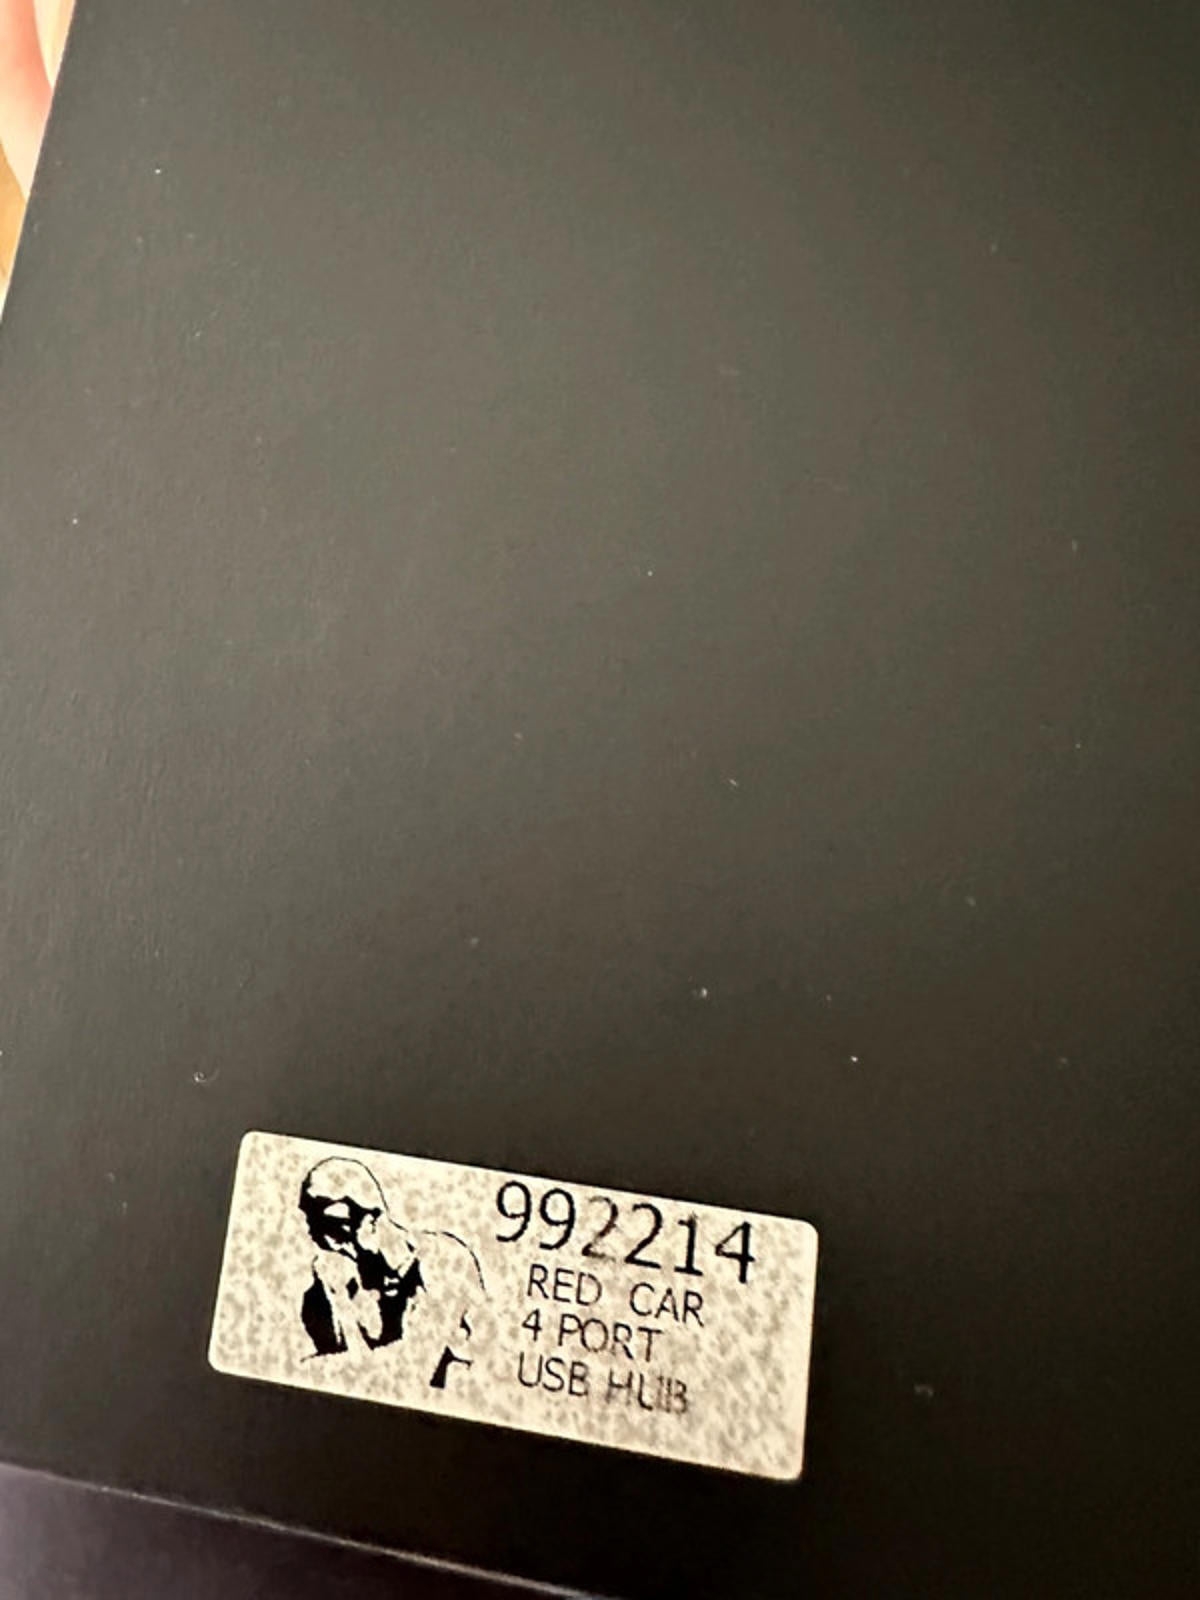 992214
RED CAR
4 PORT
USB HUB